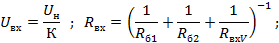 U_вх = U_н / К ; R_вх = (1/R_б1 + 1/R_б2 + 1/R_вхV)^−1 ;